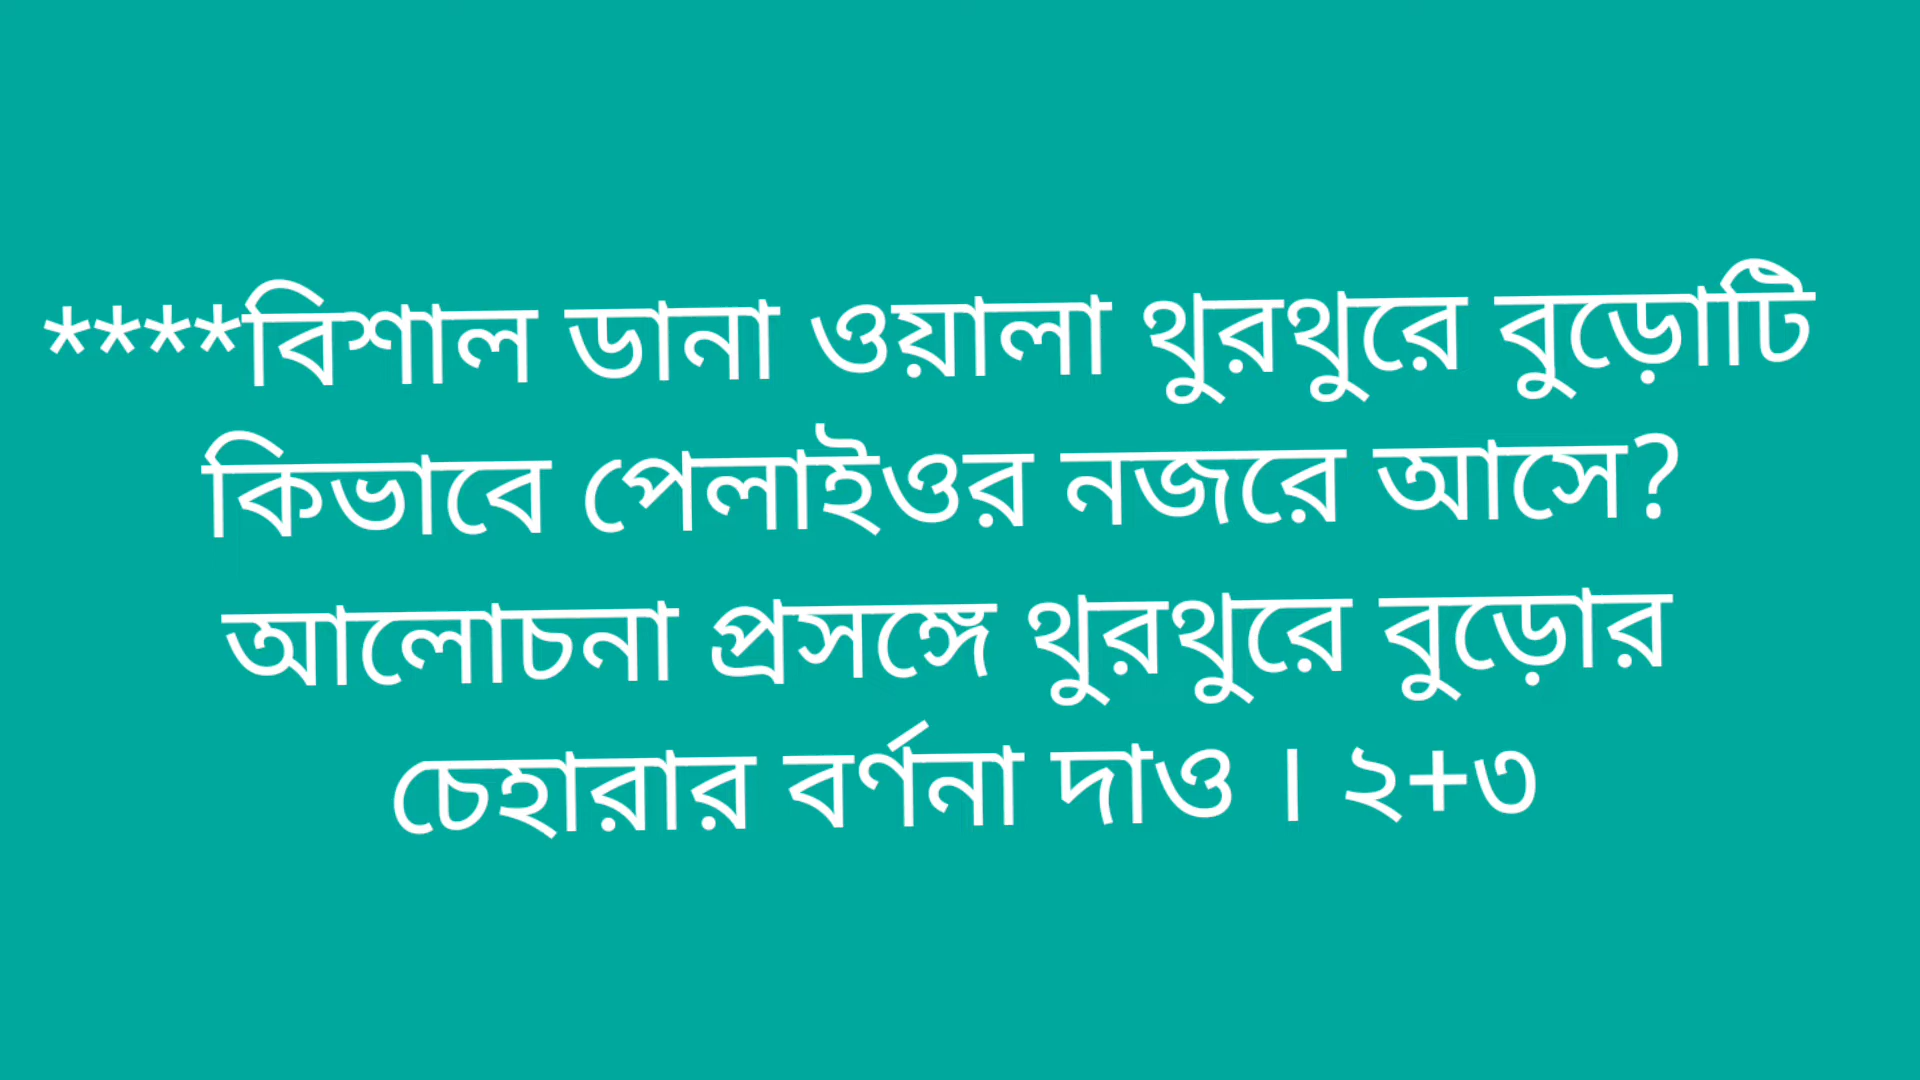 ****বিশাল ডানা ওয়ালা থুরথুরে বুড়োটি
কিভাবে পেলাইওর নজরে আসে?
আলোচনা প্রসঙ্গে থুরথুরে বুড়োর
চেহারার বর্ণনা দাও । ২+৩